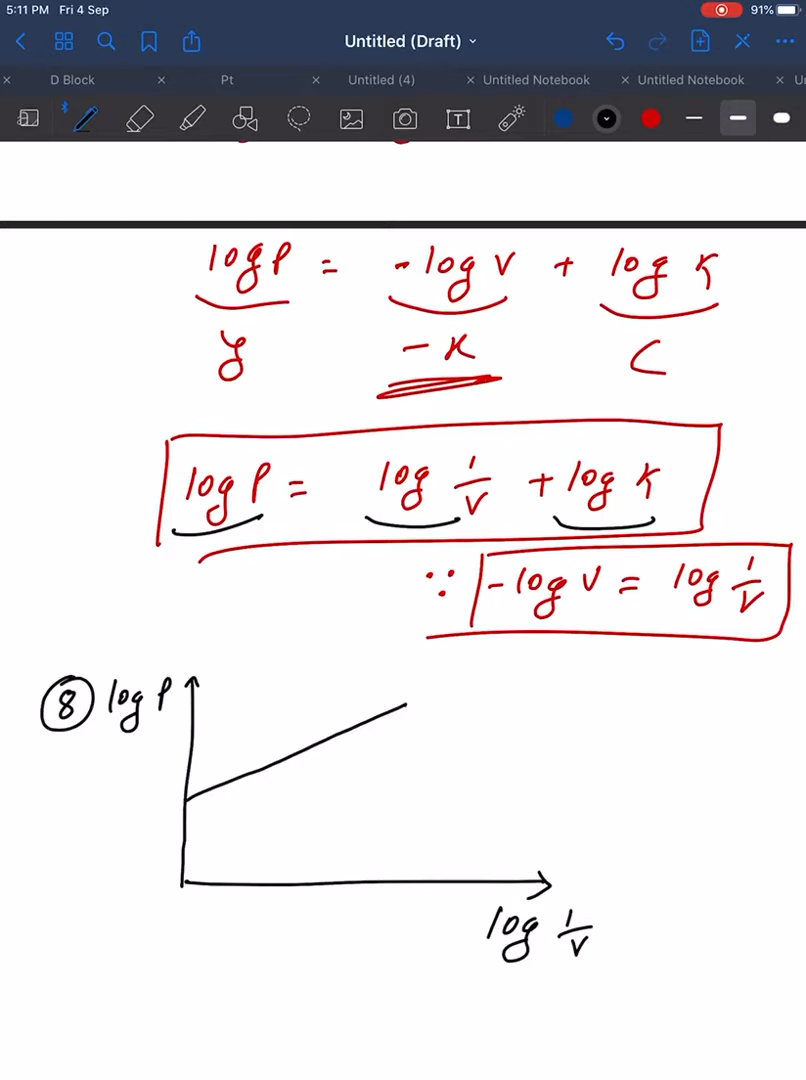 5:11 PM Fri 4 Sep 91%
Untitled (Draft)
D Block Pt Untitled (4) Untitled Notebook Untitled Notebook
T
log P = - log V + log K
y - x C
log P = log 1/V + log K
∵ - log V = log 1/V
8 log P
log 1/V